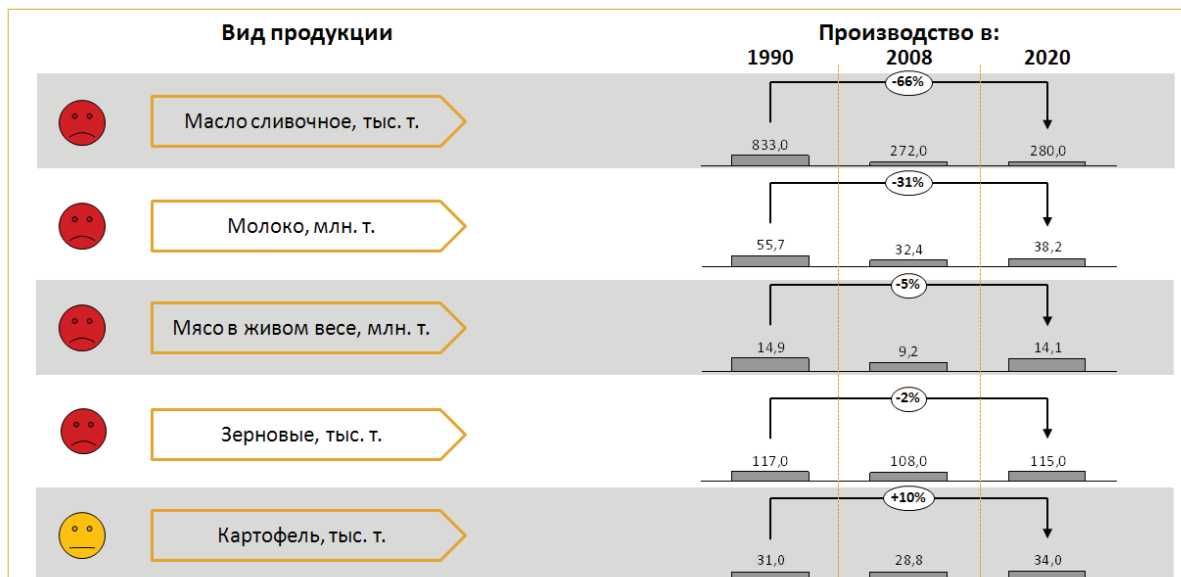 Вид продукции
Производство в:
1990 2008 2020
-66%
Масло сливочное, тыс. т.
833,0 272,0 280,0
-31%
Молоко, млн. т.
55,7 32,4 38,2
-5%
Мясо в живом весе, млн. т.
14,9 9,2 14,1
-2%
Зерновые, тыс. т.
117,0 108,0 115,0
+10%
Картофель, тыс. т.
31,0 28,8 34,0